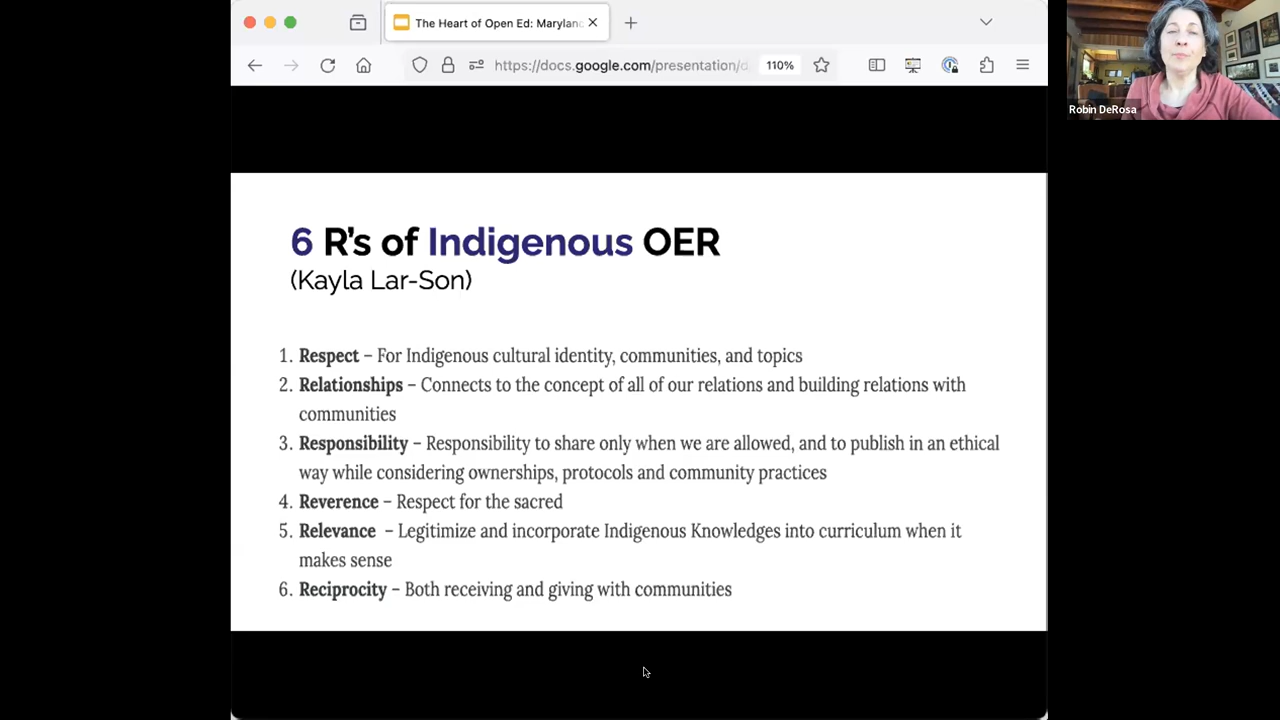 The Heart of Open Ed: Marylan
https://docs.google.com/presentation/d
110%
Robin DeRosa
6 R's of Indigenous OER
(Kayla Lar-Son)
1. Respect – For Indigenous cultural identity, communities, and topics
2. Relationships – Connects to the concept of all of our relations and building relations with
communities
3. Responsibility – Responsibility to share only when we are allowed, and to publish in an ethical
way while considering ownerships, protocols and community practices
4. Reverence – Respect for the sacred
5. Relevance – Legitimize and incorporate Indigenous Knowledges into curriculum when it
makes sense
6. Reciprocity – Both receiving and giving with communities